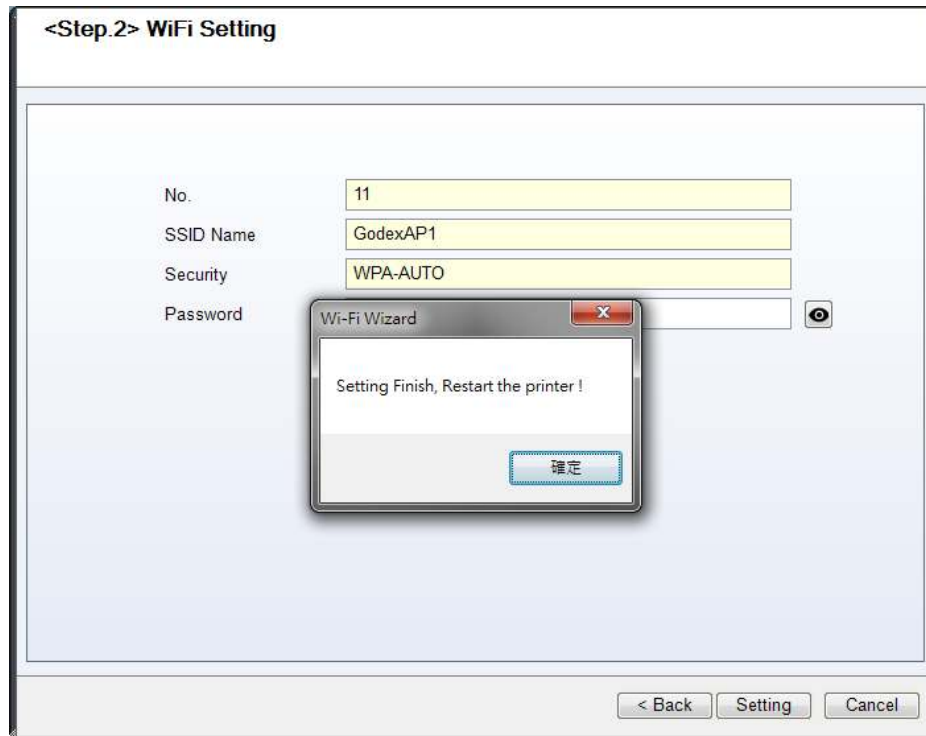 <Step.2> WiFi Setting
No. 11
SSID Name GodexAP1
Security WPA-AUTO
Password
Wi-Fi Wizard
Setting Finish, Restart the printer !
確定
< Back Setting Cancel